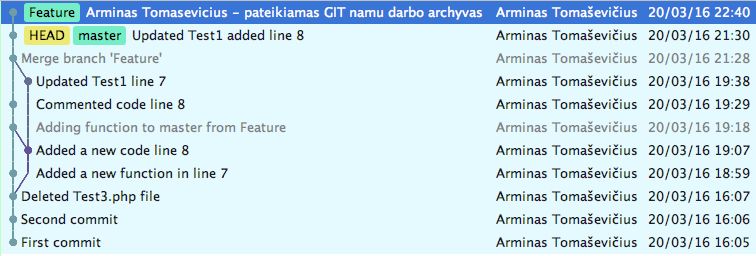 Feature Arminas Tomasevicius - pateikiamas GIT namu darbo archyvas Arminas Tomaševičius 20/03/16 22:40
HEAD master Updated Test1 added line 8 Arminas Tomaševičius 20/03/16 21:30
Merge branch 'Feature' Arminas Tomaševičius 20/03/16 21:28
Updated Test1 line 7 Arminas Tomaševičius 20/03/16 19:38
Commented code line 8 Arminas Tomaševičius 20/03/16 19:29
Adding function to master from Feature Arminas Tomaševičius 20/03/16 19:18
Added a new code line 8 Arminas Tomaševičius 20/03/16 19:07
Added a new function in line 7 Arminas Tomaševičius 20/03/16 18:59
Deleted Test3.php file Arminas Tomaševičius 20/03/16 16:07
Second commit Arminas Tomaševičius 20/03/16 16:06
First commit Arminas Tomaševičius 20/03/16 16:05